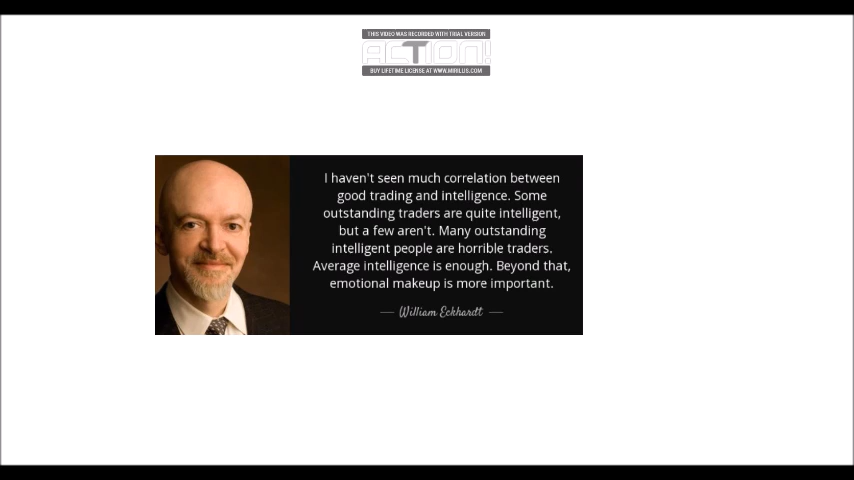 THIS VIDEO WAS RECORDED WITH TRIAL VERSION
ACTION!
BUY LIFETIME LICENSE AT WWW.MIRILLIS.COM
I haven't seen much correlation between
good trading and intelligence. Some
outstanding traders are quite intelligent,
but a few aren't. Many outstanding
intelligent people are horrible traders.
Average intelligence is enough. Beyond that,
emotional makeup is more important.
— William Eckhardt —